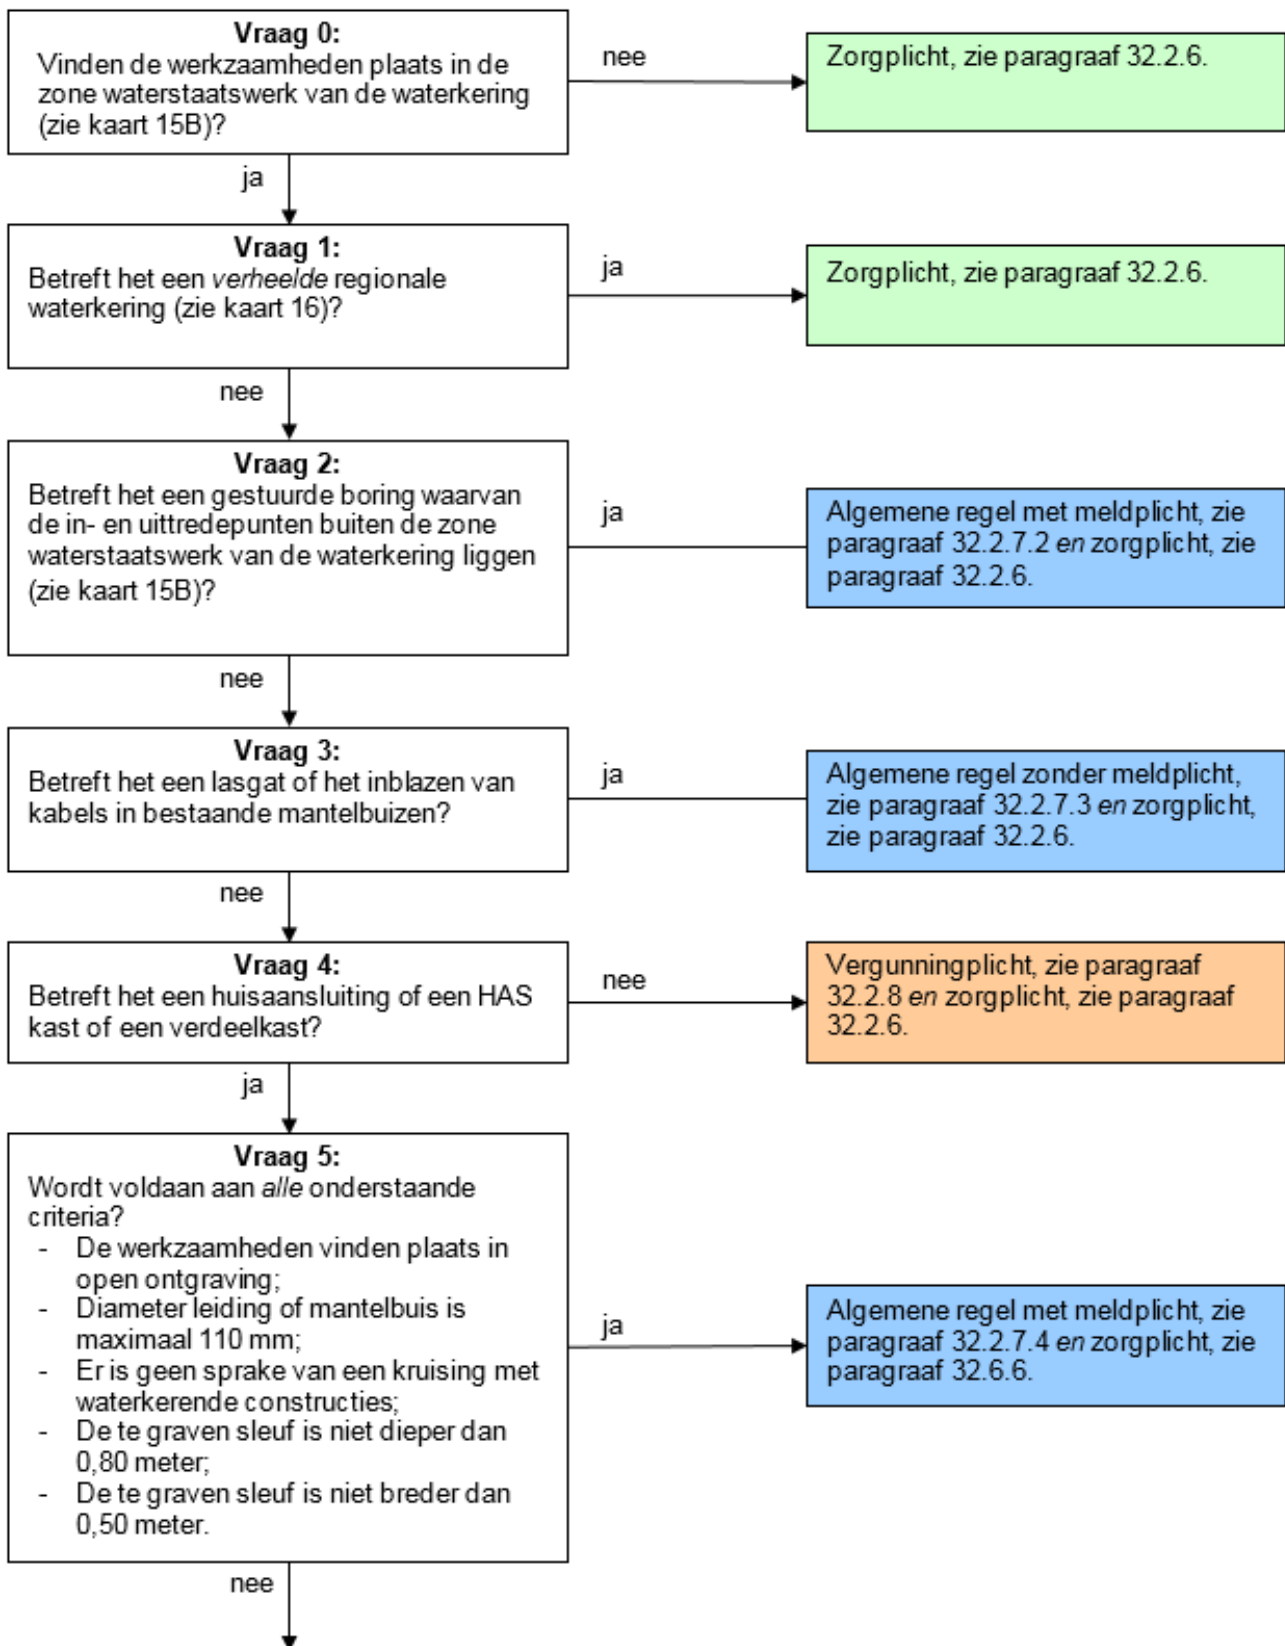 Vraag 0:
Vinden de werkzaamheden plaats in de
zone waterstaatswerk van de waterkering
(zie kaart 15B)?
nee
Zorgplicht, zie paragraaf 32.2.6.
ja
Vraag 1:
Betreft het een verheelde regionale
waterkering (zie kaart 16)?
ja
Zorgplicht, zie paragraaf 32.2.6.
nee
Vraag 2:
Betreft het een gestuurde boring waarvan
de in- en uittredepunten buiten de zone
waterstaatswerk van de waterkering liggen
(zie kaart 15B)?
ja
Algemene regel met meldplicht, zie
paragraaf 32.2.7.2 en zorgplicht, zie
paragraaf 32.2.6.
nee
Vraag 3:
Betreft het een lasgat of het inblazen van
kabels in bestaande mantelbuizen?
ja
Algemene regel zonder meldplicht,
zie paragraaf 32.2.7.3 en zorgplicht,
zie paragraaf 32.2.6.
nee
Vraag 4:
Betreft het een huisaansluiting of een HAS
kast of een verdeelkast?
nee
Vergunningplicht, zie paragraaf
32.2.8 en zorgplicht, zie paragraaf
32.2.6.
ja
Vraag 5:
Wordt voldaan aan alle onderstaande
criteria?
- De werkzaamheden vinden plaats in
open ontgraving;
- Diameter leiding of mantelbuis is
maximaal 110 mm;
- Er is geen sprake van een kruising met
waterkerende constructies;
- De te graven sleuf is niet dieper dan
0,80 meter;
- De te graven sleuf is niet breder dan
0,50 meter.
ja
Algemene regel met meldplicht, zie
paragraaf 32.2.7.4 en zorgplicht, zie
paragraaf 32.6.6.
nee